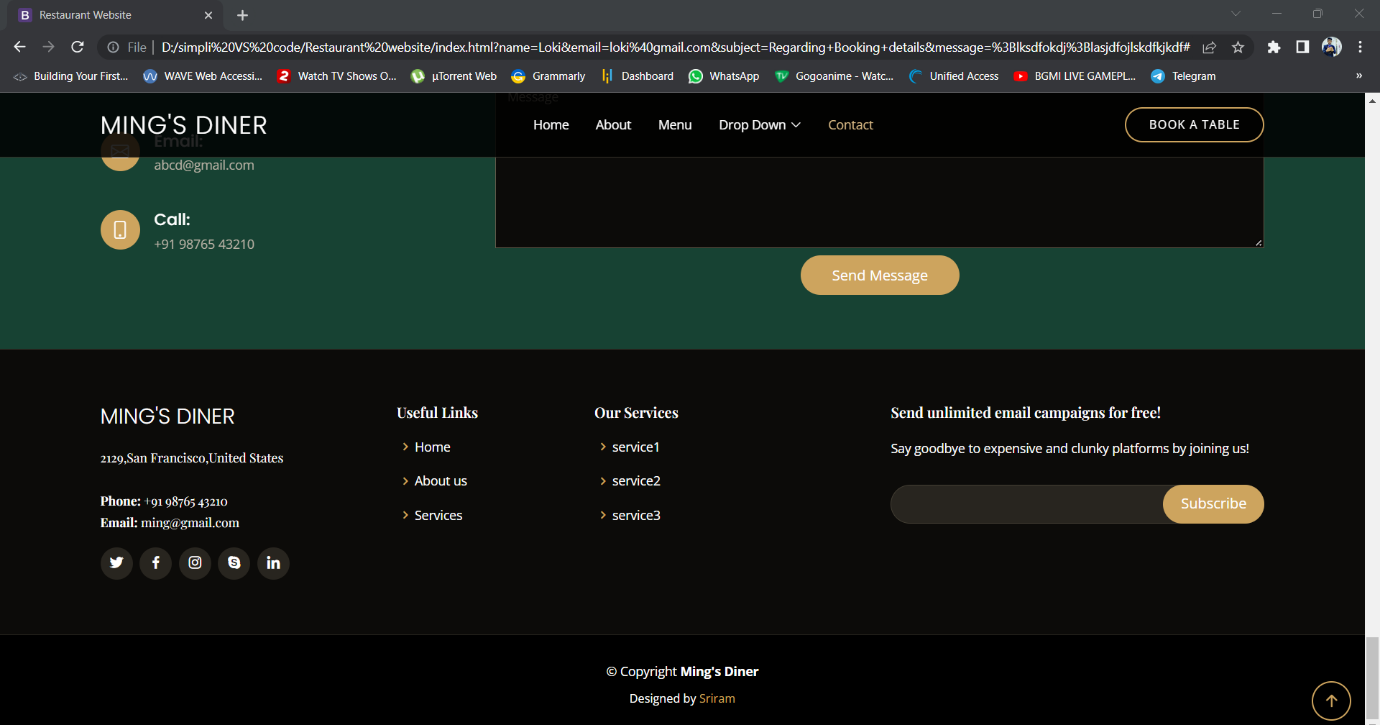 Restaurant Website
File
D:/simpli%20VS%20code/Restaurant%20website/index.html?name=Loki&email=loki%40gmail.com&subject=Regarding+Booking+details&message=%3Blksdfokdj%3Blasjdfojlskdfkjkdf#
Building Your First... WAVE Web Accessi... Watch TV Shows O... µTorrent Web Grammarly Dashboard WhatsApp Gogoanime - Watc... Unified Access BGMI LIVE GAMEPL... Telegram »
Message
MING'S DINER Home About Menu Drop Down Contact BOOK A TABLE
Email:
abcd@gmail.com
Call:
+91 98765 43210
Send Message
MING'S DINER
2129,San Francisco,United States
Phone: +91 98765 43210
Email: ming@gmail.com
Useful Links
Home
About us
Services
Our Services
service1
service2
service3
Send unlimited email campaigns for free!
Say goodbye to expensive and clunky platforms by joining us!
Subscribe
© Copyright Ming's Diner
Designed by Sriram